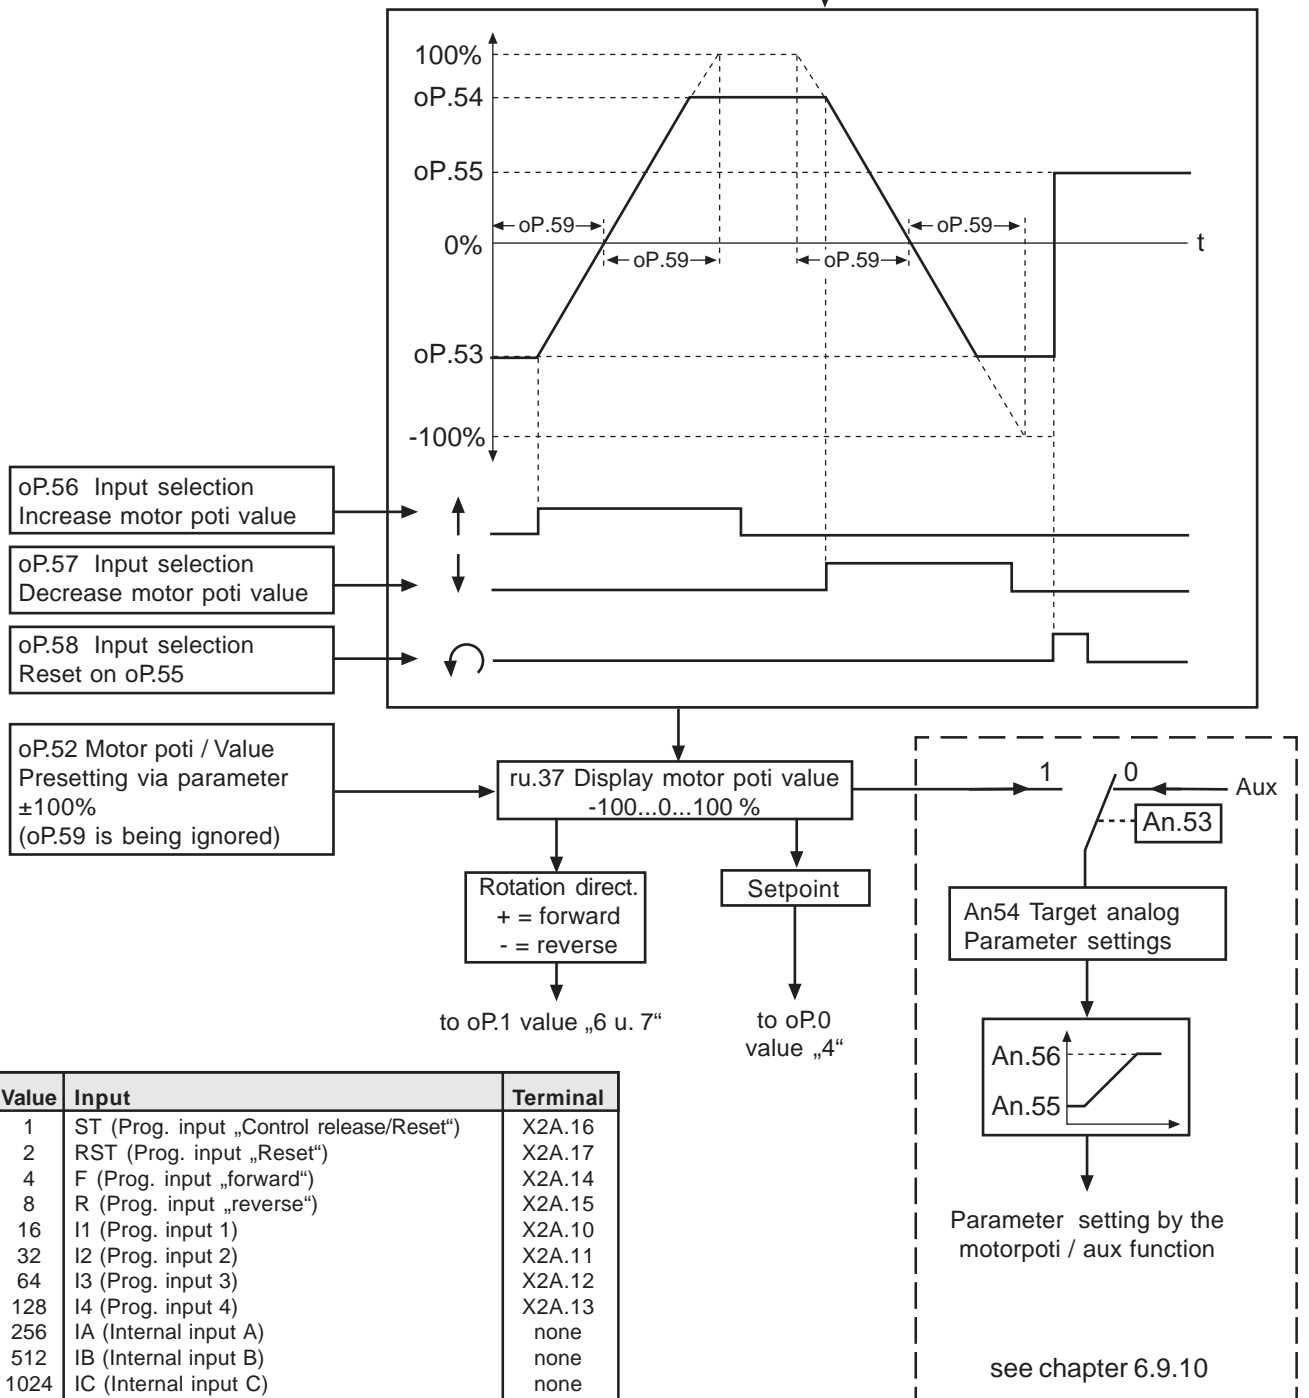 100%
oP.54
oP.55
oP.59
oP.59
0%
t
oP.59
oP.59
oP.53
-100%
oP.56 Input selection
Increase motor poti value
oP.57 Input selection
Decrease motor poti value
oP.58 Input selection
Reset on oP.55
oP.52 Motor poti / Value
Presetting via parameter
±100%
(oP.59 is being ignored)
ru.37 Display motor poti value
-100...0...100 %
1
0
Aux
An.53
Rotation direct.
+ = forward
- = reverse
Setpoint
An54 Target analog
Parameter settings
to oP.1 value „6 u. 7“
to oP.0
value „4“
An.56
An.55
Parameter setting by the
motorpoti / aux function
see chapter 6.9.10
Value Input Terminal
1 ST (Prog. input „Control release/Reset“) X2A.16
2 RST (Prog. input „Reset“) X2A.17
4 F (Prog. input „forward“) X2A.14
8 R (Prog. input „reverse“) X2A.15
16 I1 (Prog. input 1) X2A.10
32 I2 (Prog. input 2) X2A.11
64 I3 (Prog. input 3) X2A.12
128 I4 (Prog. input 4) X2A.13
256 IA (Internal input A) none
512 IB (Internal input B) none
1024 IC (Internal input C) none